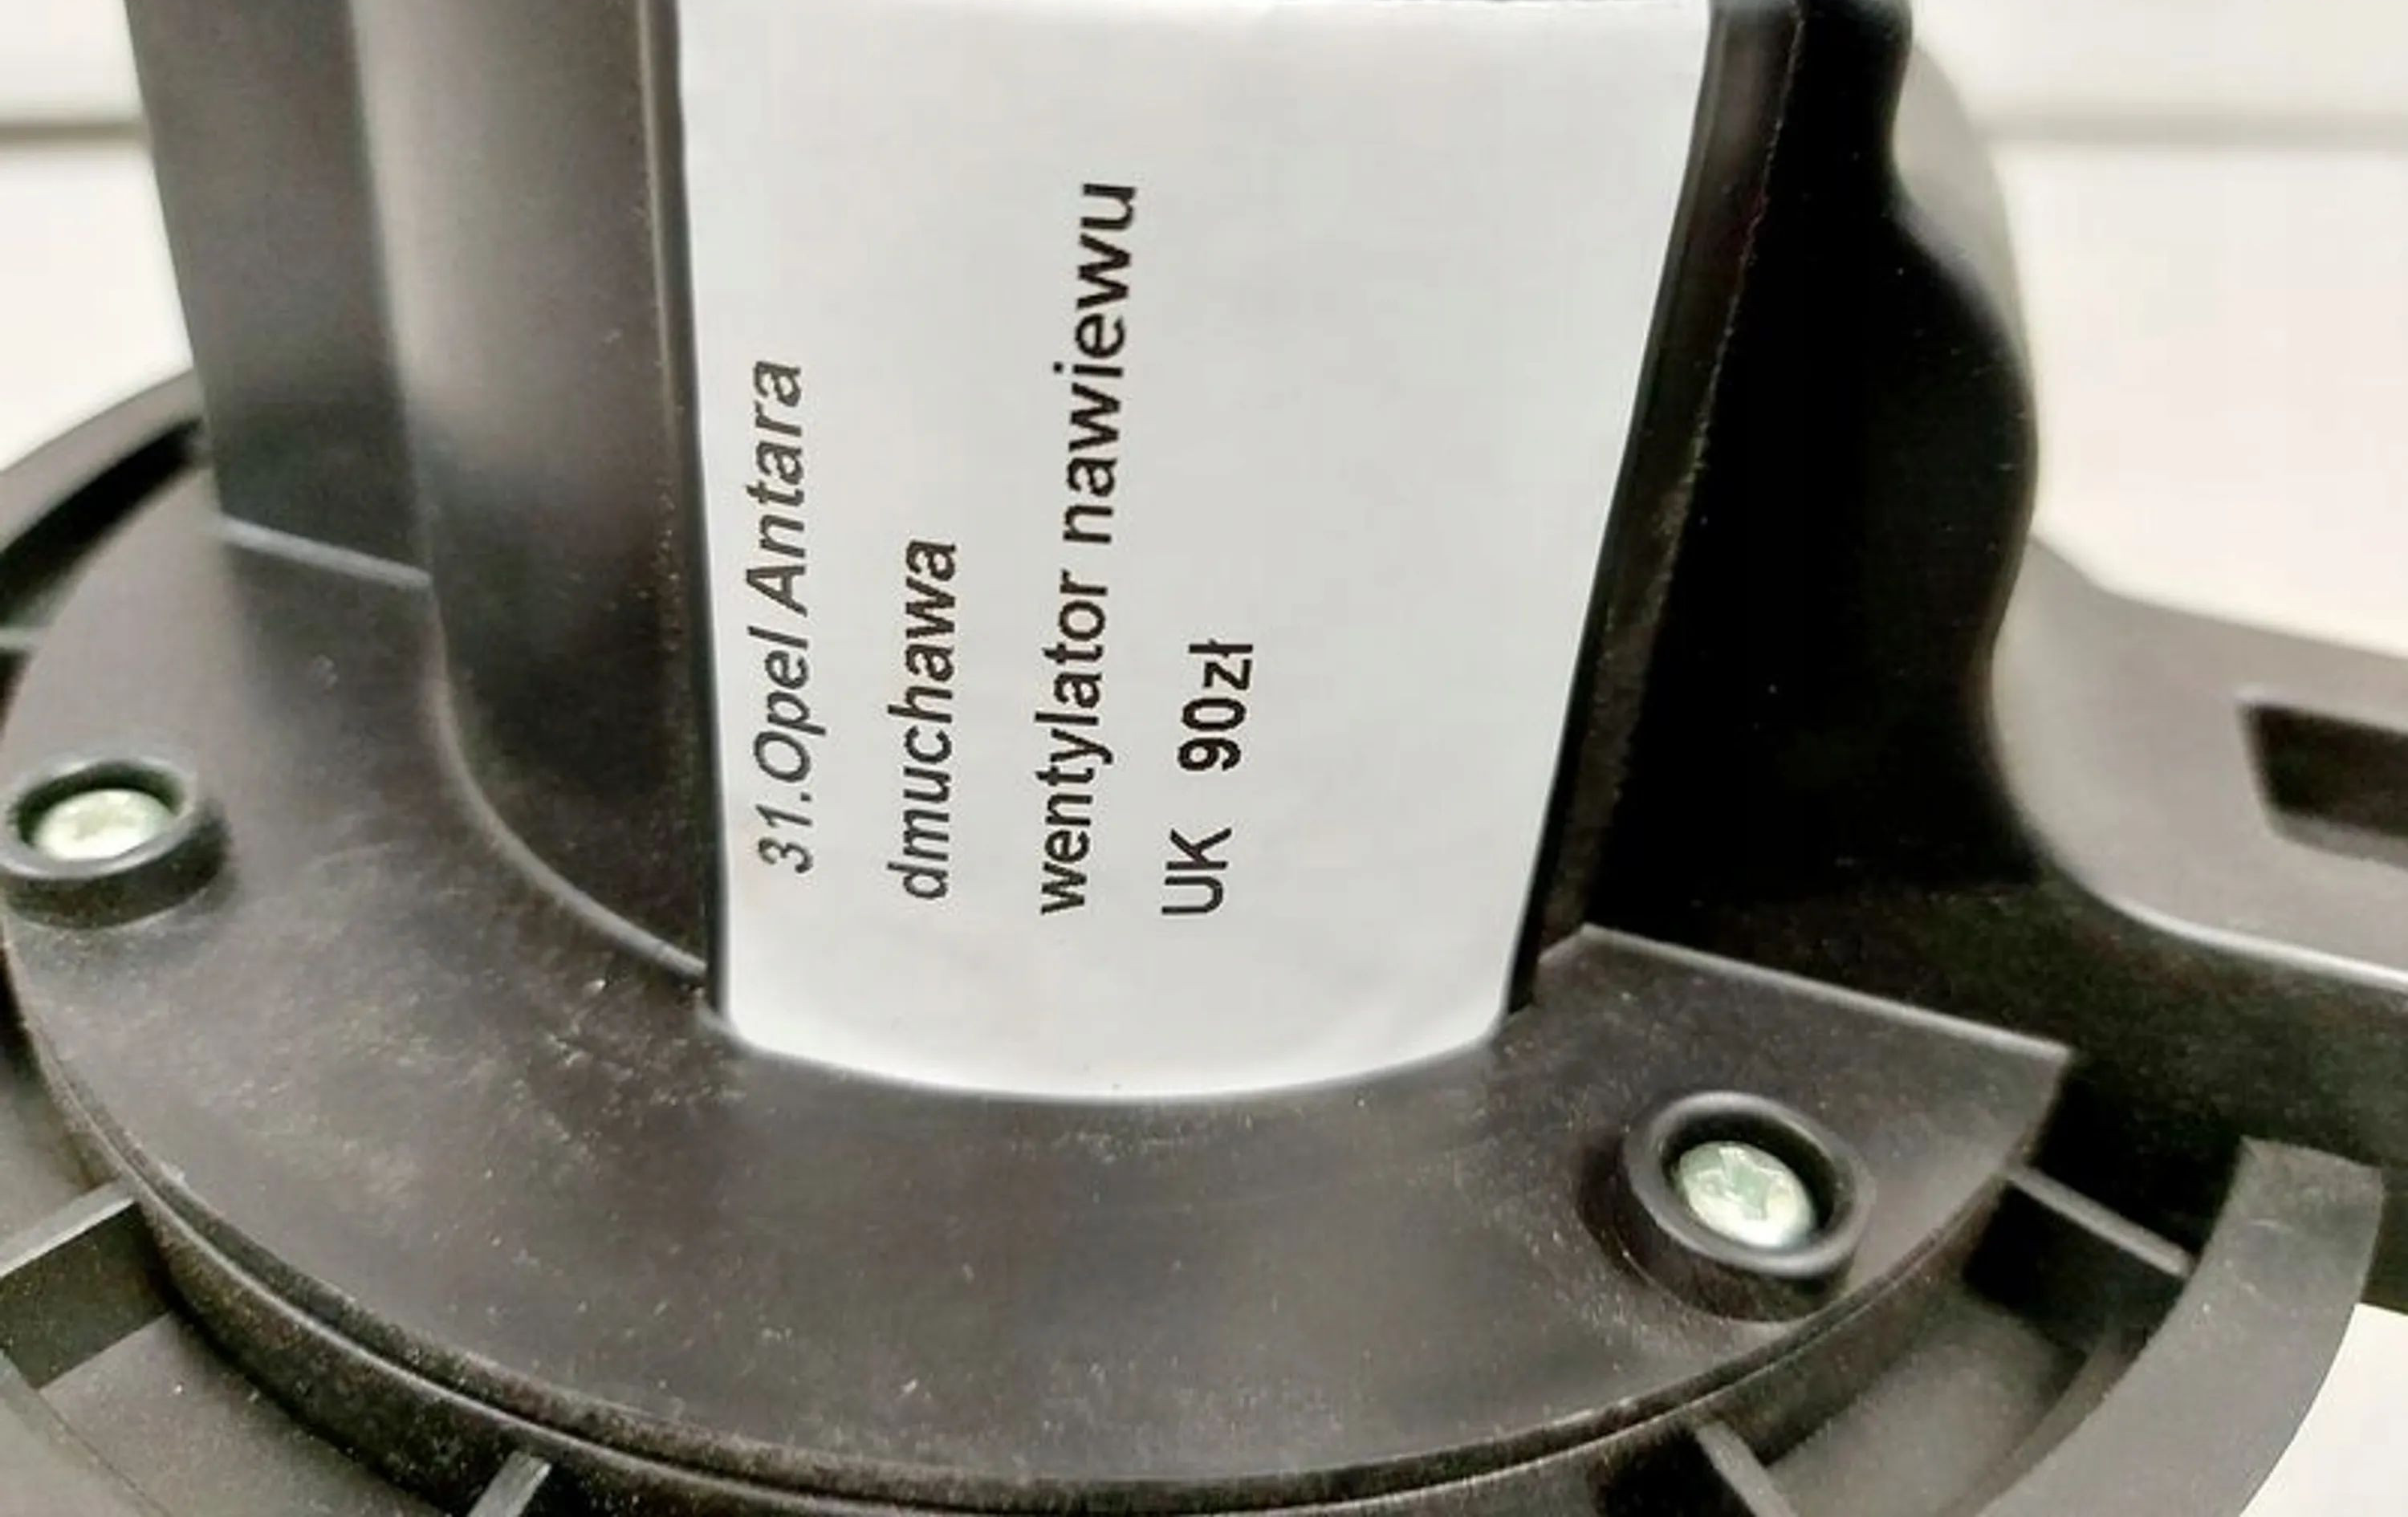 31.Opel Antara
dmuchawa
wentylator nawiewu
UK 90zł